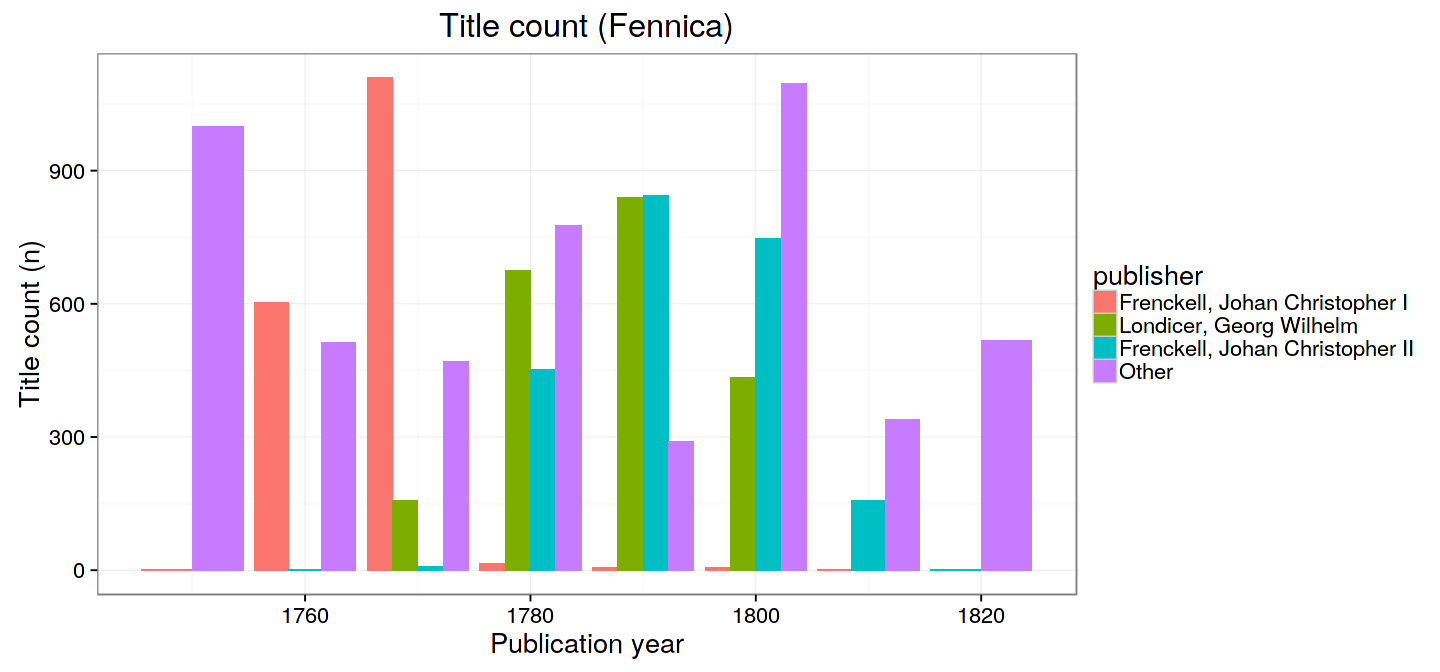 Title count (Fennica)
Title count (n)
900
600
300
0
1760 1780 1800 1820
Publication year
publisher
Frenckell, Johan Christopher I
Londicer, Georg Wilhelm
Frenckell, Johan Christopher II
Other